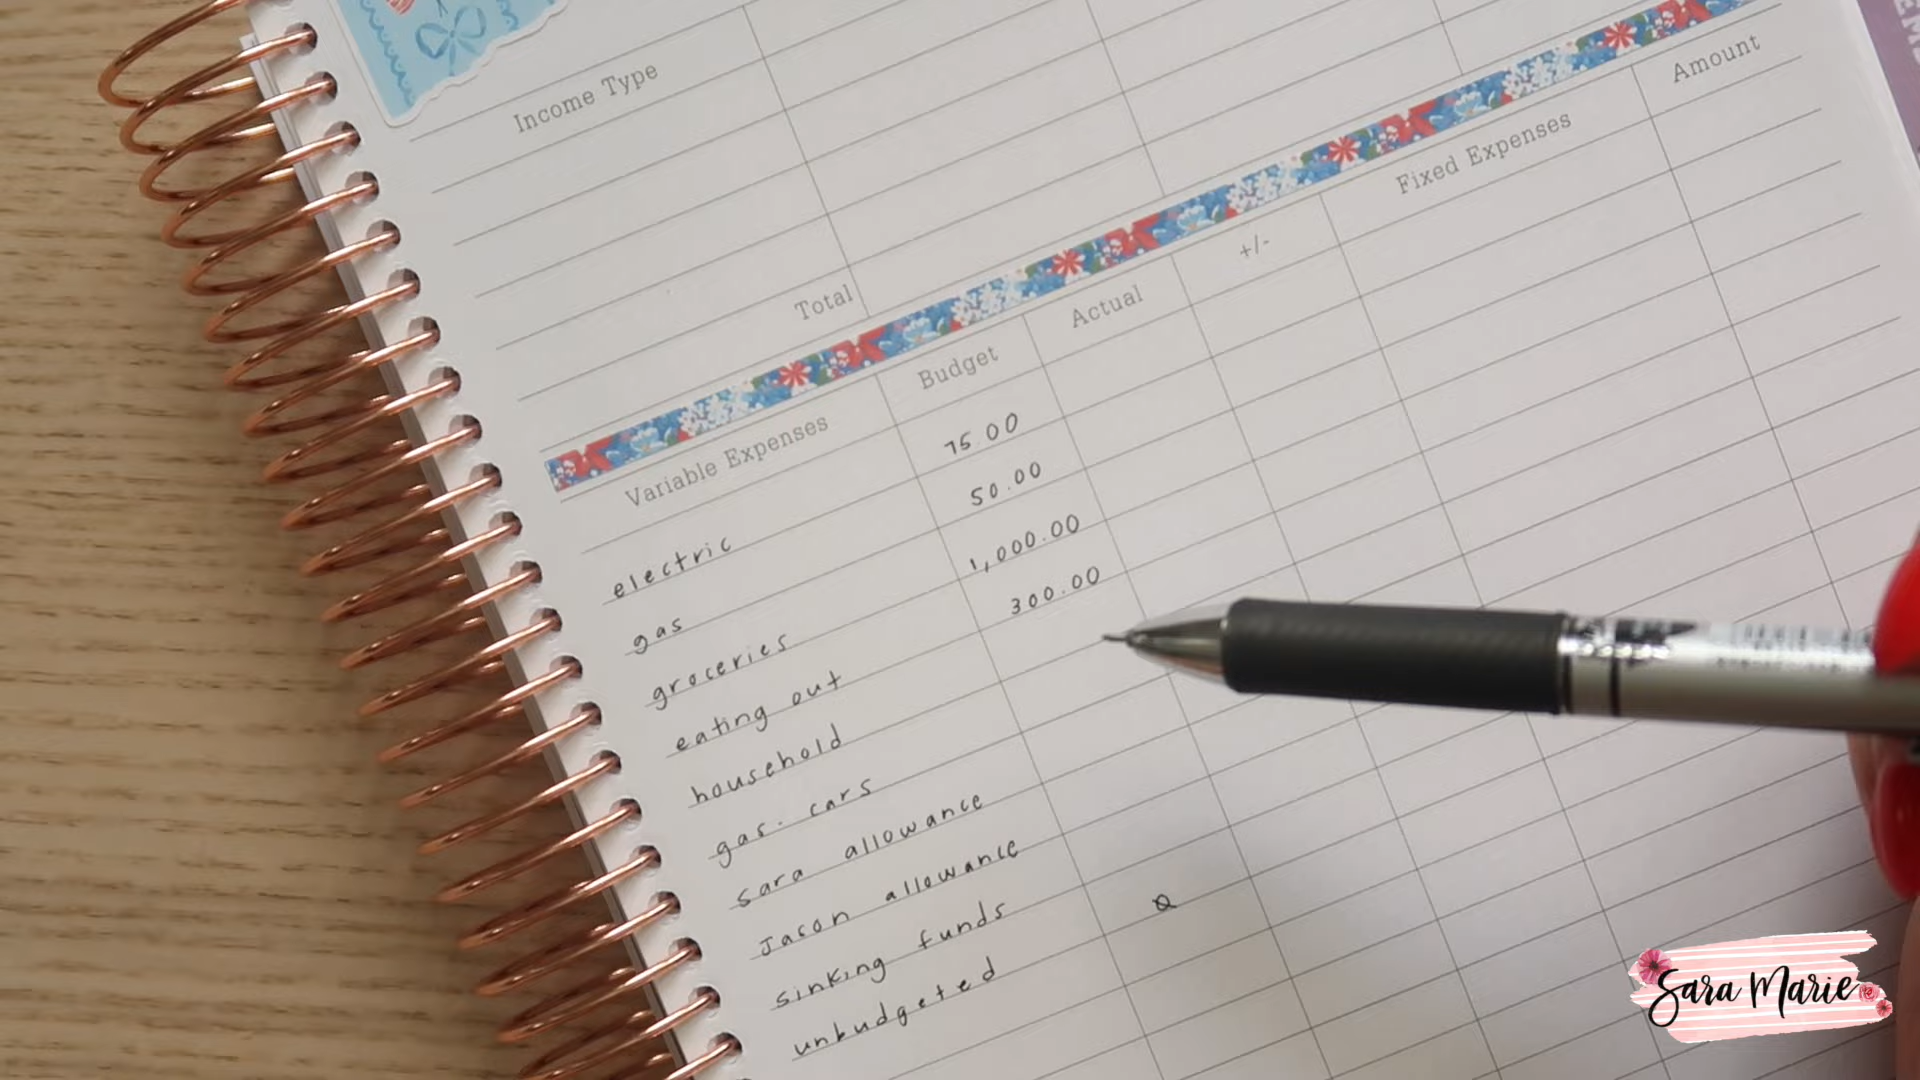 Income Type
Total
Variable Expenses Budget Actual +/- Fixed Expenses Amount
electric 75.00
gas 50.00
groceries 1,000.00
eating out 300.00
household
gas. cars
sara allowance
Jason allowance
sinking funds
unbudgeted 0
Sara Marie